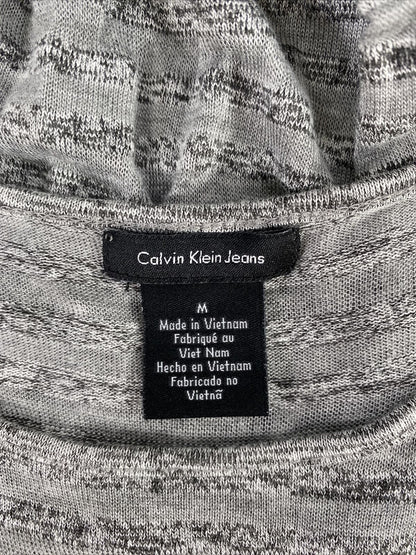 Calvin Klein Jeans
M
Made in Vietnam
Fabriqué au
Viet Nam
Hecho en Vietnam
Fabricado no
Vietnã